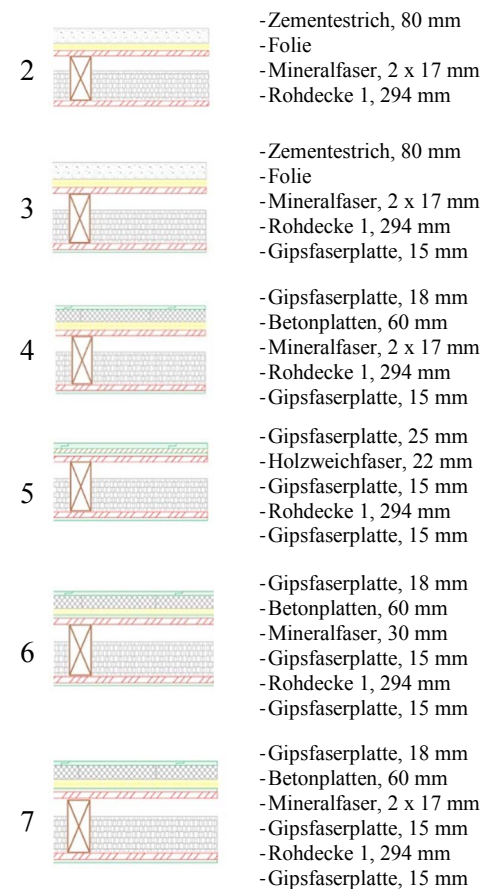 2
-Zementestrich, 80 mm
-Folie
-Mineralfaser, 2 x 17 mm
-Rohdecke 1, 294 mm
3
-Zementestrich, 80 mm
-Folie
-Mineralfaser, 2 x 17 mm
-Rohdecke 1, 294 mm
-Gipsfaserplatte, 15 mm
4
-Gipsfaserplatte, 18 mm
-Betonplatten, 60 mm
-Mineralfaser, 2 x 17 mm
-Rohdecke 1, 294 mm
-Gipsfaserplatte, 15 mm
5
-Gipsfaserplatte, 25 mm
-Holzweichfaser, 22 mm
-Gipsfaserplatte, 15 mm
-Rohdecke 1, 294 mm
-Gipsfaserplatte, 15 mm
6
-Gipsfaserplatte, 18 mm
-Betonplatten, 60 mm
-Mineralfaser, 30 mm
-Gipsfaserplatte, 15 mm
-Rohdecke 1, 294 mm
-Gipsfaserplatte, 15 mm
7
-Gipsfaserplatte, 18 mm
-Betonplatten, 60 mm
-Mineralfaser, 2 x 17 mm
-Gipsfaserplatte, 15 mm
-Rohdecke 1, 294 mm
-Gipsfaserplatte, 15 mm